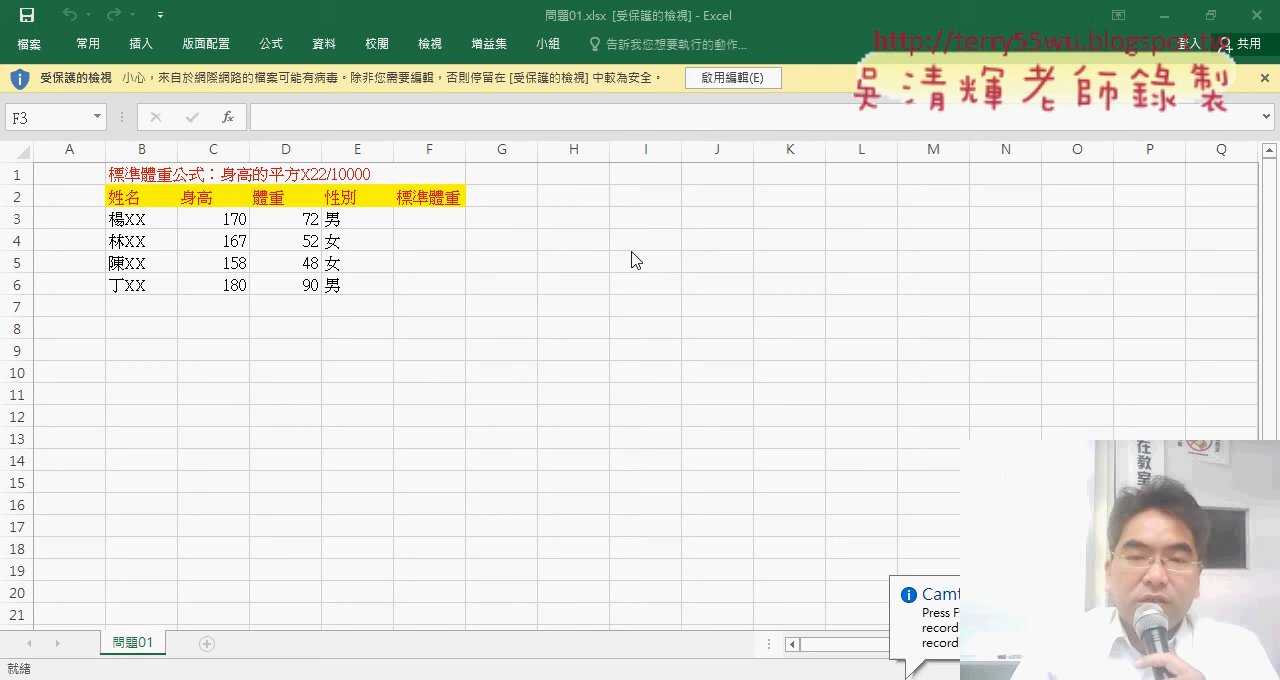 問題01.xlsx [受保護的檢視] - Excel
檔案 常用 插入 版面配置 公式 資料 校閱 檢視 增益集 小組 告訴我您想要執行的動作... 登入 共用
http://terry55wu.blogspot.tw
吳清輝老師錄製
受保護的檢視 小心，來自於網際網路的檔案可能有病毒。除非您需要編輯，否則停留在 [受保護的檢視] 中較為安全。 啟用編輯(E)
F3 fx
A B C D E F G H I J K L M N O P Q
1 標準體重公式：身高的平方X22/10000
2 姓名 身高 體重 性別 標準體重
3 楊XX 170 72 男
4 林XX 167 52 女
5 陳XX 158 48 女
6 丁XX 180 90 男
7
8
9
10
11
12
13
14
15
16
17
18
19
20
21
在教室
Camt
Press F
record
record
問題01
就緒